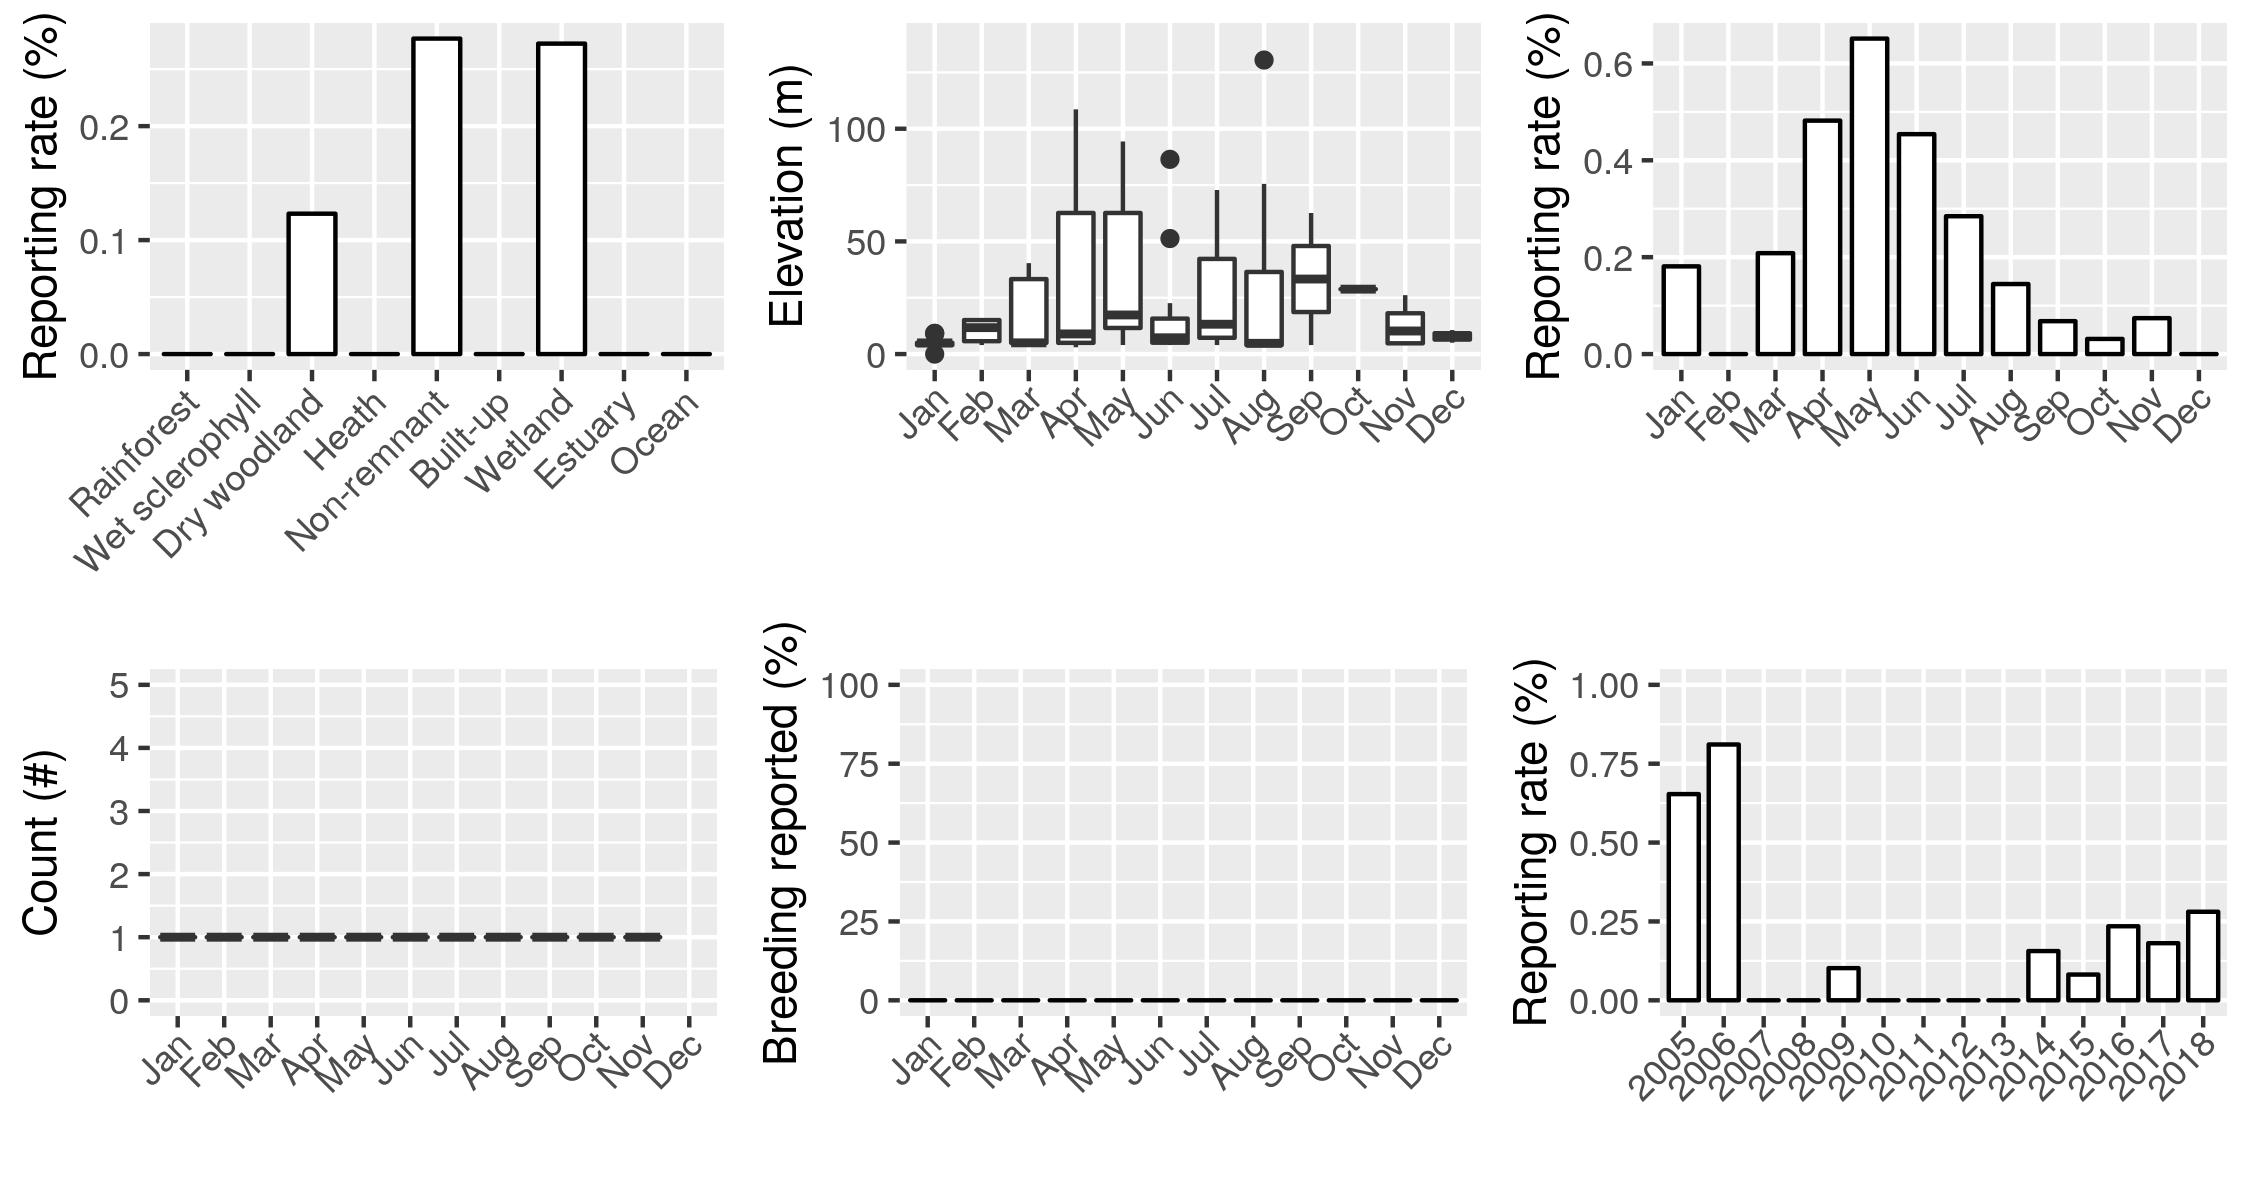 Reporting rate (%)
0.2
0.1
0.0
Rainforest
Wet sclerophyll
Dry woodland
Heath
Non-remnant
Built-up
Wetland
Estuary
Ocean
Elevation (m)
100
50
0
Jan
Feb
Mar
Apr
May
Jun
Jul
Aug
Sep
Oct
Nov
Dec
Reporting rate (%)
0.6
0.4
0.2
0.0
Jan
Feb
Mar
Apr
May
Jun
Jul
Aug
Sep
Oct
Nov
Dec
Count (#)
5
4
3
2
1
0
Jan
Feb
Mar
Apr
May
Jun
Jul
Aug
Sep
Oct
Nov
Dec
Breeding reported (%)
100
75
50
25
0
Jan
Feb
Mar
Apr
May
Jun
Jul
Aug
Sep
Oct
Nov
Dec
Reporting rate (%)
1.00
0.75
0.50
0.25
0.00
2005
2006
2007
2008
2009
2010
2011
2012
2013
2014
2015
2016
2017
2018